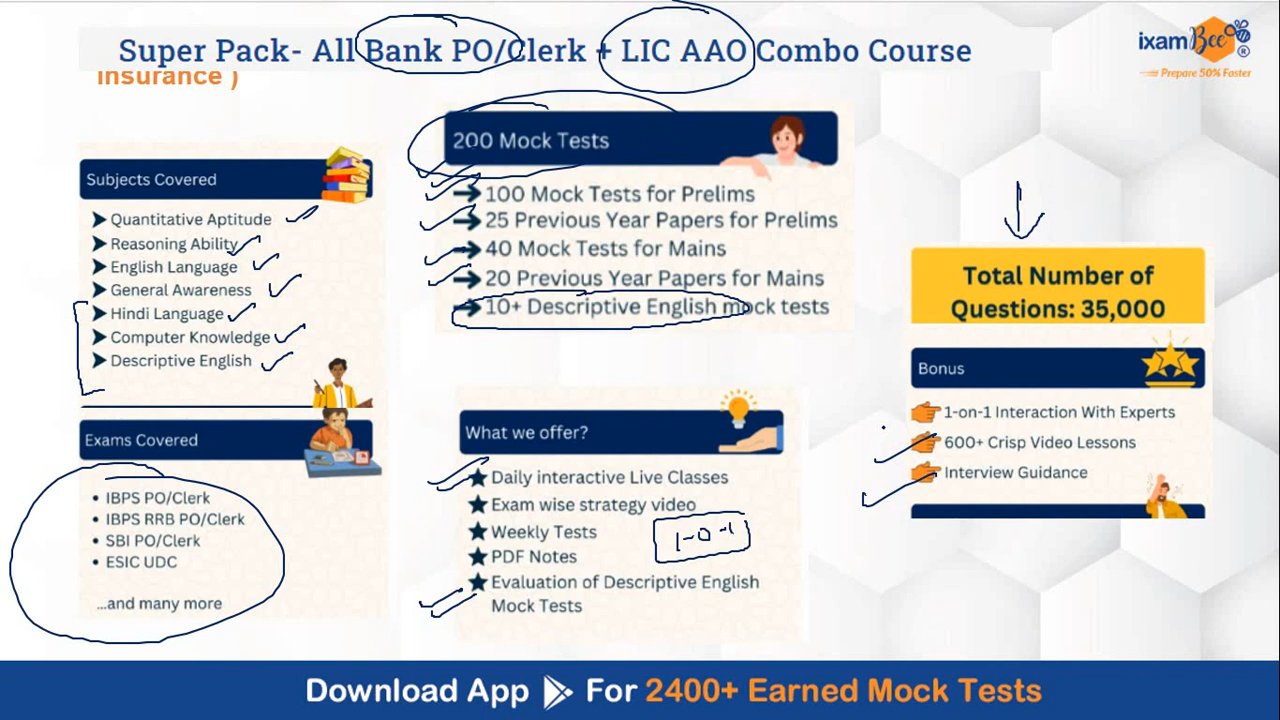 Super Pack- All Bank PO/Clerk + LIC AAO Combo Course
Insurance )
ixamBee
®
Prepare 50% Faster
Subjects Covered
Quantitative Aptitude
Reasoning Ability
English Language
General Awareness
Hindi Language
Computer Knowledge
Descriptive English
Exams Covered
IBPS PO/Clerk
IBPS RRB PO/Clerk
SBI PO/Clerk
ESIC UDC
...and many more
200 Mock Tests
100 Mock Tests for Prelims
25 Previous Year Papers for Prelims
40 Mock Tests for Mains
20 Previous Year Papers for Mains
10+ Descriptive English mock tests
What we offer?
Daily interactive Live Classes
Exam wise strategy video
Weekly Tests
1-0-1
PDF Notes
Evaluation of Descriptive English
Mock Tests
Total Number of
Questions: 35,000
Bonus
1-on-1 Interaction With Experts
600+ Crisp Video Lessons
Interview Guidance
Download App For 2400+ Earned Mock Tests